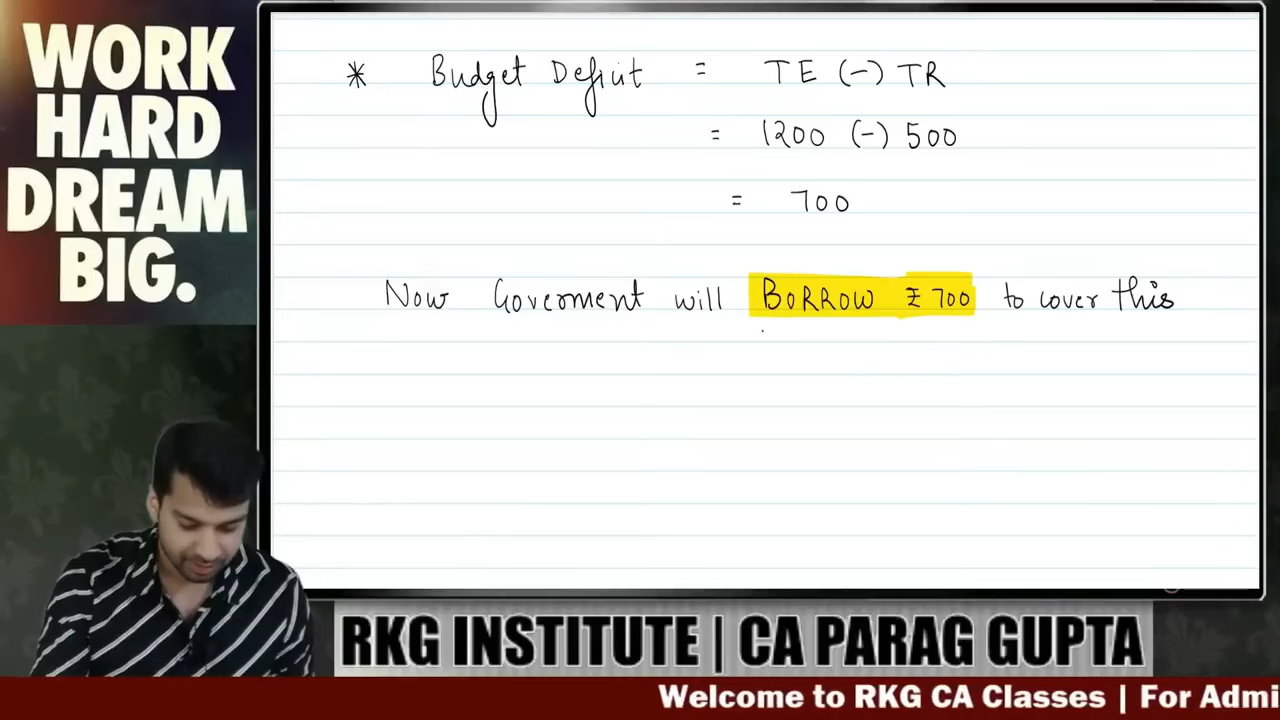 WORK
HARD
DREAM
BIG.
* Budget Deficit = TE (-) TR
= 1200 (-) 500
= 700
Now Goverment will BORROW ₹ 700 to cover this
RKG INSTITUTE | CA PARAG GUPTA
Welcome to RKG CA Classes | For Admi